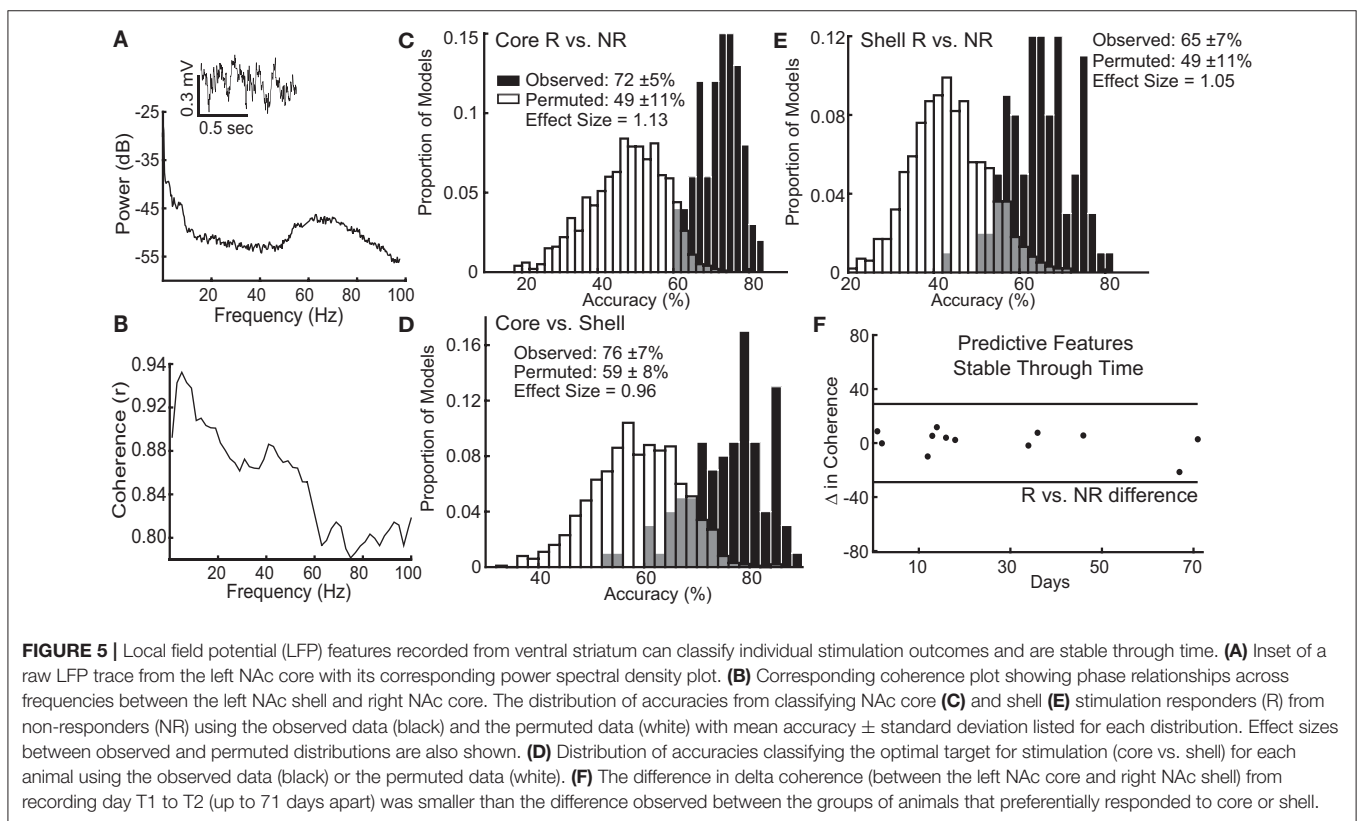 A
0.3 mV
0.5 sec
-25
-35
-45
-55
Power (dB)
20 40 60 80 100
Frequency (Hz)
B
0.94
0.92
0.88
0.84
0.80
Coherence (r)
20 40 60 80 100
Frequency (Hz)
C
Core R vs. NR
Observed: 72 ±5%
Permuted: 49 ±11%
Effect Size = 1.13
0.15
0.10
0.05
0
Proportion of Models
20 40 60 80
Accuracy (%)
D
Core vs. Shell
Observed: 76 ±7%
Permuted: 59 ± 8%
Effect Size = 0.96
0.16
0.12
0.08
0.04
0
Proportion of Models
40 60 80
Accuracy (%)
E
Shell R vs. NR
Observed: 65 ±7%
Permuted: 49 ±11%
Effect Size = 1.05
0.12
0.08
0.04
0
Proportion of Models
20 40 60 80
Accuracy (%)
F
Predictive Features
Stable Through Time
80
40
0
-40
-80
Δ in Coherence
R vs. NR difference
10 30 50 70
Days
FIGURE 5 | Local field potential (LFP) features recorded from ventral striatum can classify individual stimulation outcomes and are stable through time. (A) Inset of a
raw LFP trace from the left NAc core with its corresponding power spectral density plot. (B) Corresponding coherence plot showing phase relationships across
frequencies between the left NAc shell and right NAc core. The distribution of accuracies from classifying NAc core (C) and shell (E) stimulation responders (R) from
non-responders (NR) using the observed data (black) and the permuted data (white) with mean accuracy ± standard deviation listed for each distribution. Effect sizes
between observed and permuted distributions are also shown. (D) Distribution of accuracies classifying the optimal target for stimulation (core vs. shell) for each
animal using the observed data (black) or the permuted data (white). (F) The difference in delta coherence (between the left NAc core and right NAc shell) from
recording day T1 to T2 (up to 71 days apart) was smaller than the difference observed between the groups of animals that preferentially responded to core or shell.